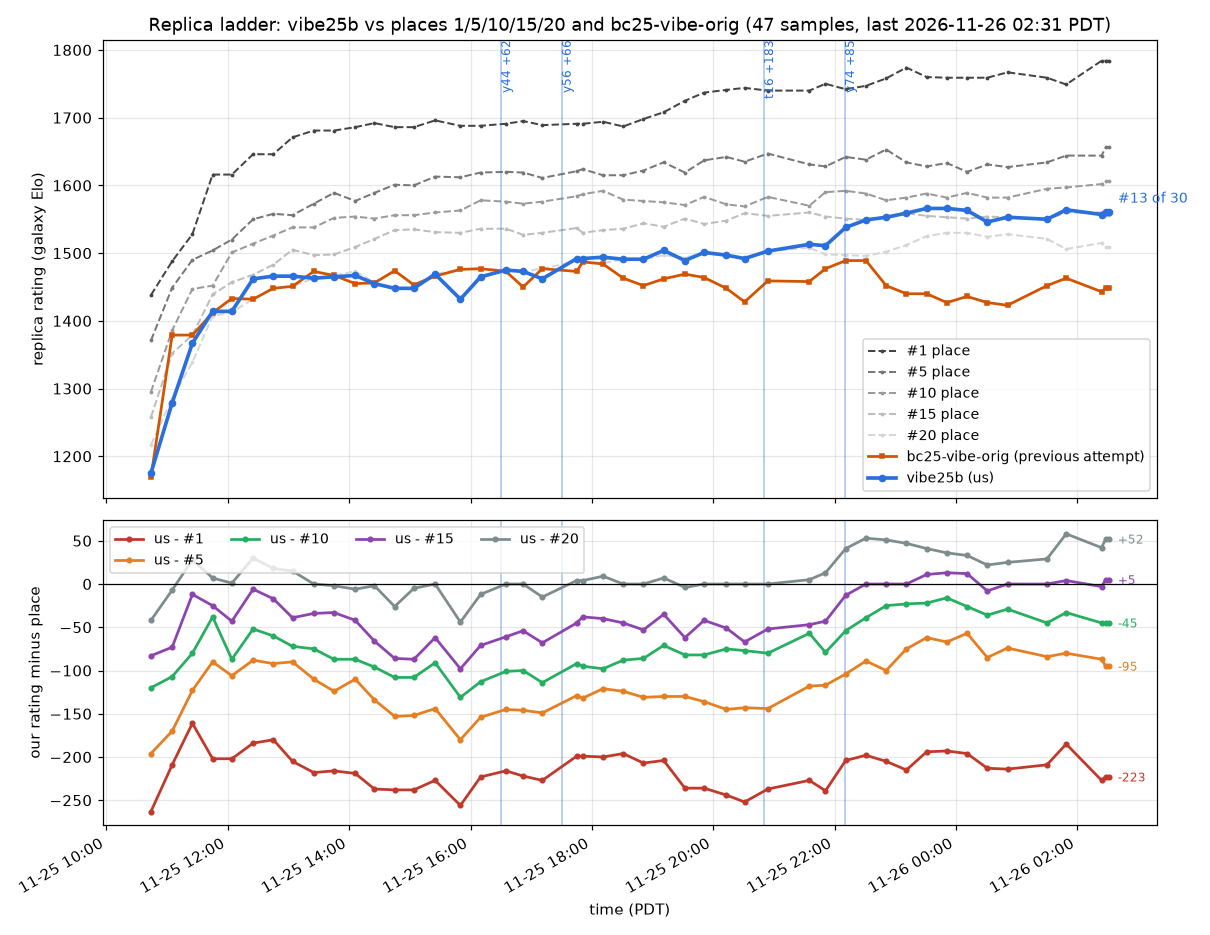 Replica ladder: vibe25b vs places 1/5/10/15/20 and bc25-vibe-orig (47 samples, last 2026-11-26 02:31 PDT)
replica rating (galaxy Elo)
1800
1700
1600
1500
1400
1300
1200
y44 +62
y56 +66
t16 +183
y74 +85
#13 of 30
#1 place
#5 place
#10 place
#15 place
#20 place
bc25-vibe-orig (previous attempt)
vibe25b (us)
our rating minus place
50
0
−50
−100
−150
−200
−250
us - #1
us - #5
us - #10
us - #15
us - #20
+52
+5
-45
-95
-223
11-25 10:00
11-25 12:00
11-25 14:00
11-25 16:00
11-25 18:00
11-25 20:00
11-25 22:00
11-26 00:00
11-26 02:00
time (PDT)